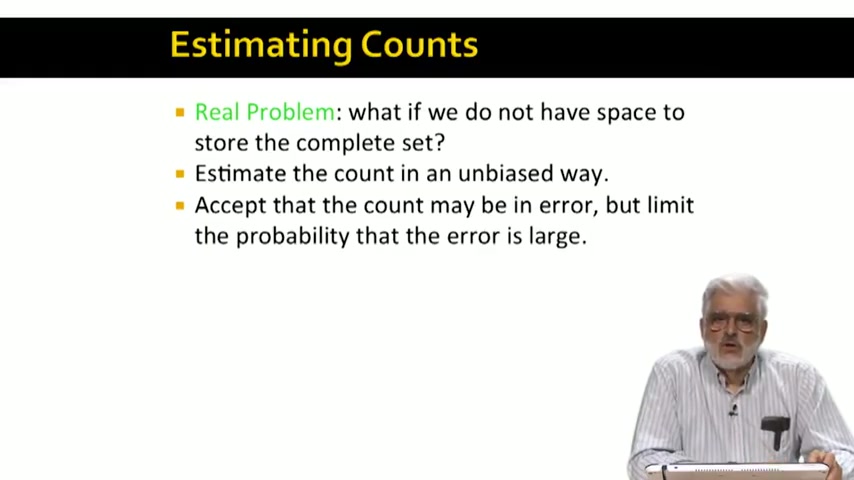 Estimating Counts
Real Problem: what if we do not have space to
store the complete set?
Estimate the count in an unbiased way.
Accept that the count may be in error, but limit
the probability that the error is large.